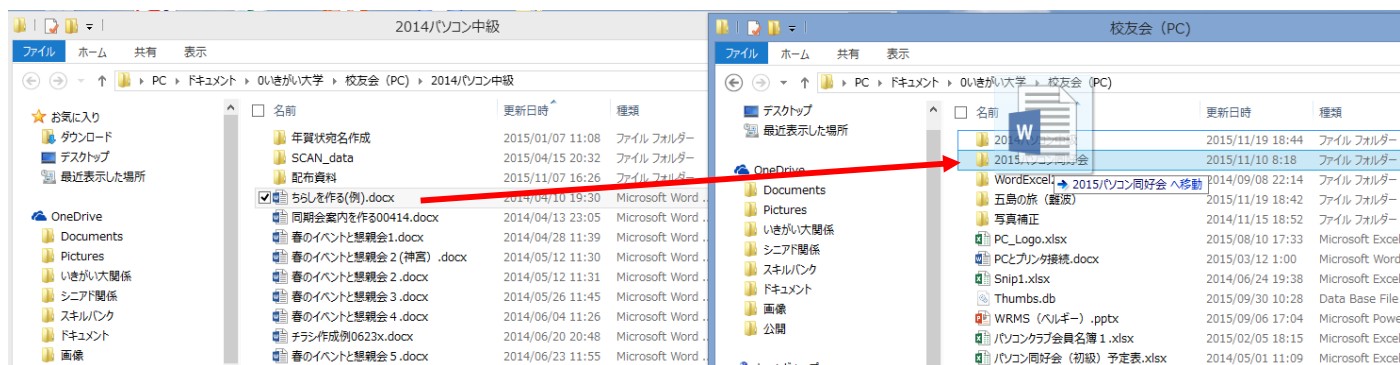 2014パソコン中級
ファイル ホーム 共有 表示
PC ドキュメント 0いきがい大学 校友会（PC） 2014パソコン中級
お気に入り
ダウンロード
デスクトップ
最近表示した場所
OneDrive
Documents
Pictures
いきがい大関係
シニアド関係
スキルバンク
ドキュメント
画像
名前 更新日時 種類
年賀状宛名作成 2015/01/07 11:08 ファイル フォルダー
SCAN_data 2015/04/15 20:32 ファイル フォルダー
配布資料 2015/11/07 16:26 ファイル フォルダー
ちらしを作る(例).docx 2014/04/10 19:30 Microsoft Word
同期会案内を作る00414.docx 2014/04/13 23:05 Microsoft Word ..
春のイベントと懇親会1.docx 2014/04/28 11:39 Microsoft Word ..
春のイベントと懇親会２(神宮）.docx 2014/05/12 11:30 Microsoft Word ..
春のイベントと懇親会２.docx 2014/05/12 11:31 Microsoft Word ..
春のイベントと懇親会３.docx 2014/05/26 11:45 Microsoft Word ..
春のイベントと懇親会４.docx 2014/06/04 11:26 Microsoft Word ..
チラシ作成例0623x.docx 2014/06/20 20:48 Microsoft Word ..
春のイベントと懇親会５.docx 2014/06/23 11:55 Microsoft Word ..
校友会（PC）
ファイル ホーム 共有 表示
PC ドキュメント 0いきがい大学 校友会（PC）
デスクトップ
最近表示した場所
OneDrive
Documents
Pictures
いきがい大関係
シニアド関係
スキルバンク
ドキュメント
画像
公開
名前 更新日時 種類
2014パソコン中級 2015/11/19 18:44 ファイル フォルダー
2015パソコン同好会 2015/11/10 8:18 ファイル フォルダー
WordExcel 2014/09/08 22:14 ファイル フォルダー
2015パソコン同好会 へ移動
五島の旅（難波） 2015/11/19 18:42 ファイル フォルダー
写真補正 2014/11/15 18:52 ファイル フォルダー
PC_Logo.xlsx 2015/08/10 17:33 Microsoft Excel
PCとプリンタ接続.docx 2015/03/12 1:00 Microsoft Word
Snip1.xlsx 2014/06/24 19:38 Microsoft Excel
Thumbs.db 2015/09/30 10:28 Data Base File
WRMS（ベルギー）.pptx 2015/09/06 17:04 Microsoft Powe
パソコンクラブ会員名簿１.xlsx 2015/02/05 18:15 Microsoft Excel
パソコン同好会（初級）予定表.xlsx 2014/05/01 11:09 Microsoft Excel